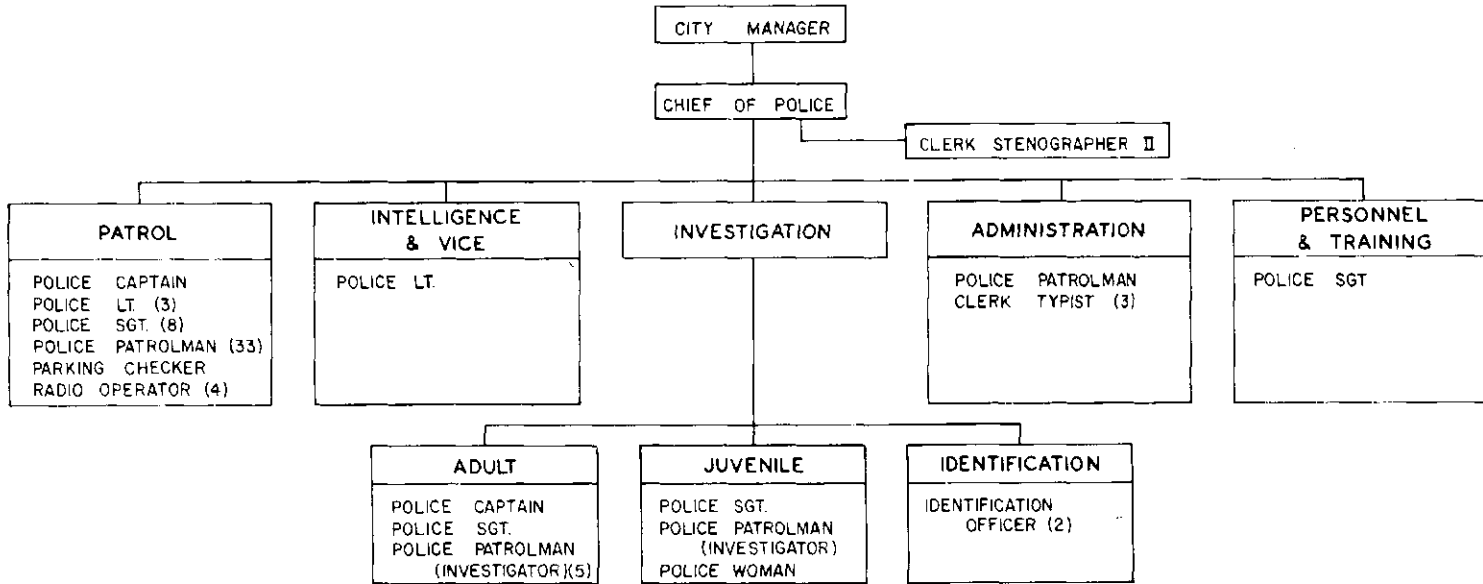 CITY MANAGER
CHIEF OF POLICE
CLERK STENOGRAPHER II
PATROL
POLICE CAPTAIN
POLICE LT. (3)
POLICE SGT. (8)
POLICE PATROLMAN (33)
PARKING CHECKER
RADIO OPERATOR (4)
INTELLIGENCE
& VICE
POLICE LT.
INVESTIGATION
ADMINISTRATION
POLICE PATROLMAN
CLERK TYPIST (3)
PERSONNEL
& TRAINING
POLICE SGT
ADULT
POLICE CAPTAIN
POLICE SGT.
POLICE PATROLMAN
(INVESTIGATOR)(5)
JUVENILE
POLICE SGT.
POLICE PATROLMAN
(INVESTIGATOR)
POLICE WOMAN
IDENTIFICATION
IDENTIFICATION
OFFICER (2)